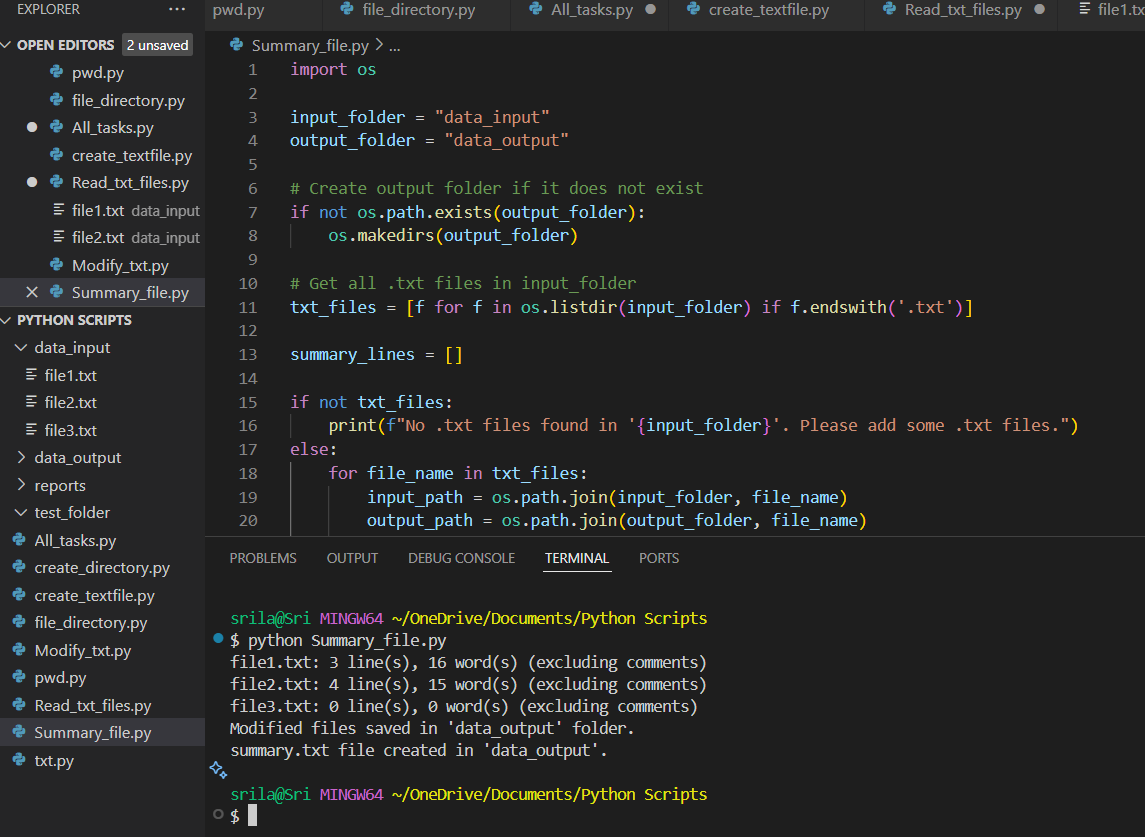 EXPLORER ...
OPEN EDITORS 2 unsaved
pwd.py
file_directory.py
All_tasks.py
create_textfile.py
Read_txt_files.py
file1.txt data_input
file2.txt data_input
Modify_txt.py
Summary_file.py
PYTHON SCRIPTS
data_input
file1.txt
file2.txt
file3.txt
data_output
reports
test_folder
All_tasks.py
create_directory.py
create_textfile.py
file_directory.py
Modify_txt.py
pwd.py
Read_txt_files.py
Summary_file.py
txt.py
pwd.py file_directory.py All_tasks.py create_textfile.py Read_txt_files.py file1.tx
Summary_file.py > ...
1 import os
2
3 input_folder = "data_input"
4 output_folder = "data_output"
5
6 # Create output folder if it does not exist
7 if not os.path.exists(output_folder):
8     os.makedirs(output_folder)
9
10 # Get all .txt files in input_folder
11 txt_files = [f for f in os.listdir(input_folder) if f.endswith('.txt')]
12
13 summary_lines = []
14
15 if not txt_files:
16     print(f"No .txt files found in '{input_folder}'. Please add some .txt files.")
17 else:
18     for file_name in txt_files:
19         input_path = os.path.join(input_folder, file_name)
20         output_path = os.path.join(output_folder, file_name)
PROBLEMS OUTPUT DEBUG CONSOLE TERMINAL PORTS
srila@Sri MINGW64 ~/OneDrive/Documents/Python Scripts
$ python Summary_file.py
file1.txt: 3 line(s), 16 word(s) (excluding comments)
file2.txt: 4 line(s), 15 word(s) (excluding comments)
file3.txt: 0 line(s), 0 word(s) (excluding comments)
Modified files saved in 'data_output' folder.
summary.txt file created in 'data_output'.
srila@Sri MINGW64 ~/OneDrive/Documents/Python Scripts
$